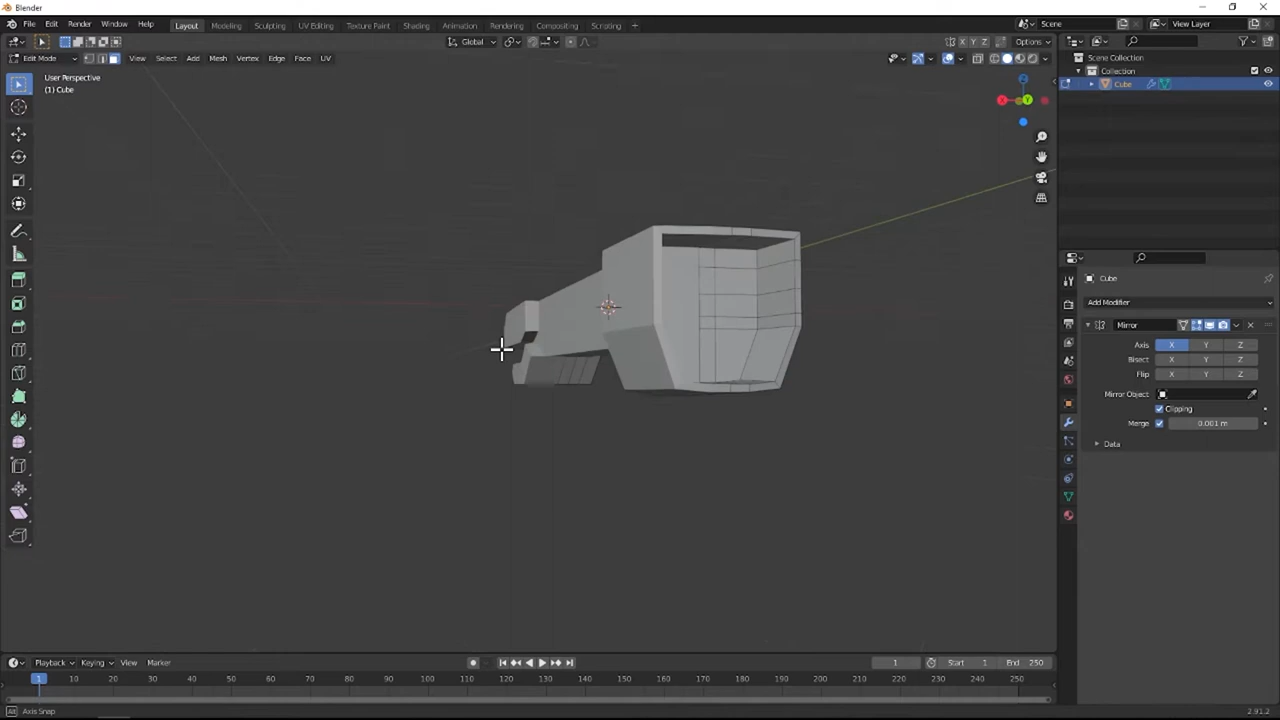 Blender
File Edit Render Window Help Layout Modeling Sculpting UV Editing Texture Paint Shading Animation Rendering Compositing Scripting + Scene View Layer
Global X Y Z Options
Edit Mode View Select Add Mesh Vertex Edge Face UV
User Perspective
(1) Cube
Scene Collection
Collection
Cube
X Y Z
Cube
Add Modifier
Mirror
Axis X Y Z
Bisect X Y Z
Flip X Y Z
Mirror Object
Clipping
Merge 0.001 m
Data
Playback Keying View Marker 1 Start 1 End 250
1 10 20 30 40 50 60 70 80 90 100 110 120 130 140 150 160 170 180 190 200 210 220 230 240 250
Axis Snap 2.91.2